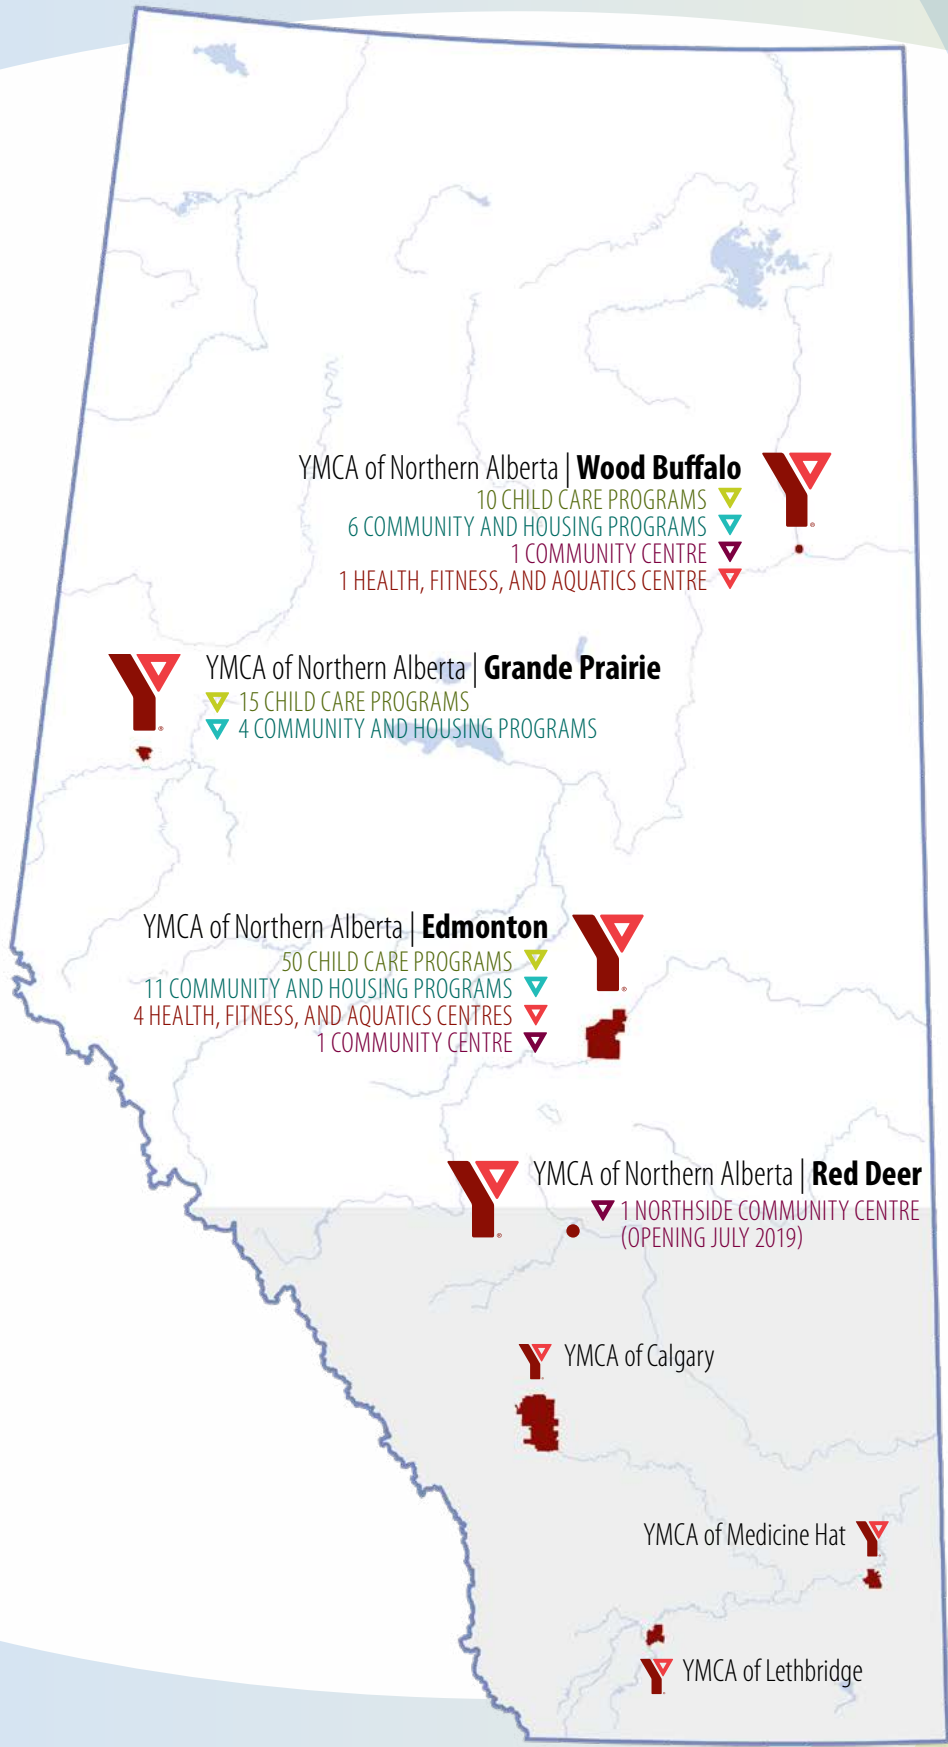 YMCA of Northern Alberta | Wood Buffalo
10 CHILD CARE PROGRAMS
6 COMMUNITY AND HOUSING PROGRAMS
1 COMMUNITY CENTRE
1 HEALTH, FITNESS, AND AQUATICS CENTRE
YMCA of Northern Alberta | Grande Prairie
15 CHILD CARE PROGRAMS
4 COMMUNITY AND HOUSING PROGRAMS
YMCA of Northern Alberta | Edmonton
50 CHILD CARE PROGRAMS
11 COMMUNITY AND HOUSING PROGRAMS
4 HEALTH, FITNESS, AND AQUATICS CENTRES
1 COMMUNITY CENTRE
YMCA of Northern Alberta | Red Deer
1 NORTHSIDE COMMUNITY CENTRE
(OPENING JULY 2019)
YMCA of Calgary
YMCA of Medicine Hat
YMCA of Lethbridge